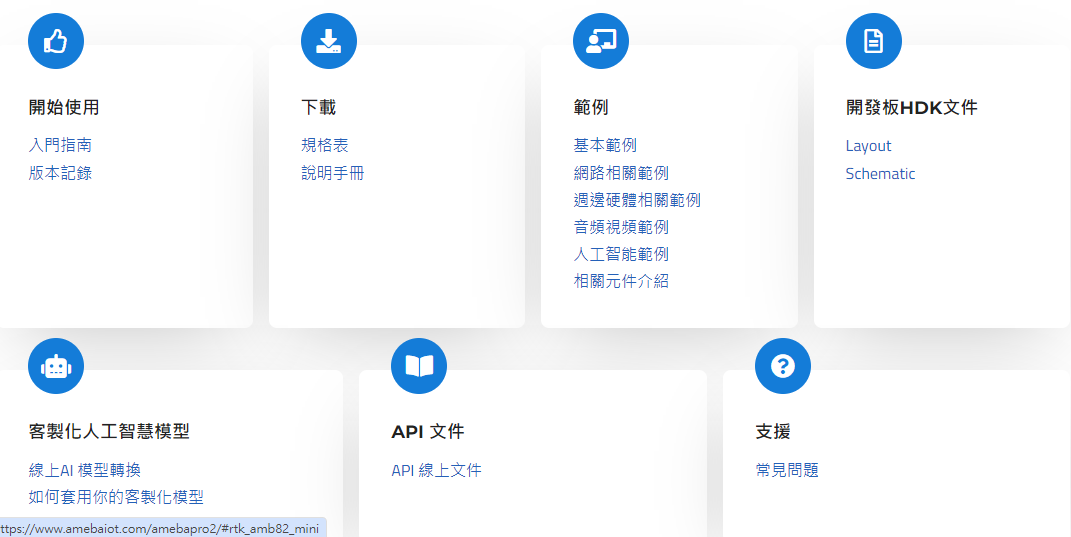 開始使用
入門指南
版本記錄
下載
規格表
說明手冊
範例
基本範例
網路相關範例
週邊硬體相關範例
音頻視頻範例
人工智能範例
相關元件介紹
開發板HDK文件
Layout
Schematic
客製化人工智慧模型
線上AI 模型轉換
如何套用你的客製化模型
API 文件
API 線上文件
支援
常見問題
ttps://www.amebaiot.com/amebapro2/#rtk_amb82_mini